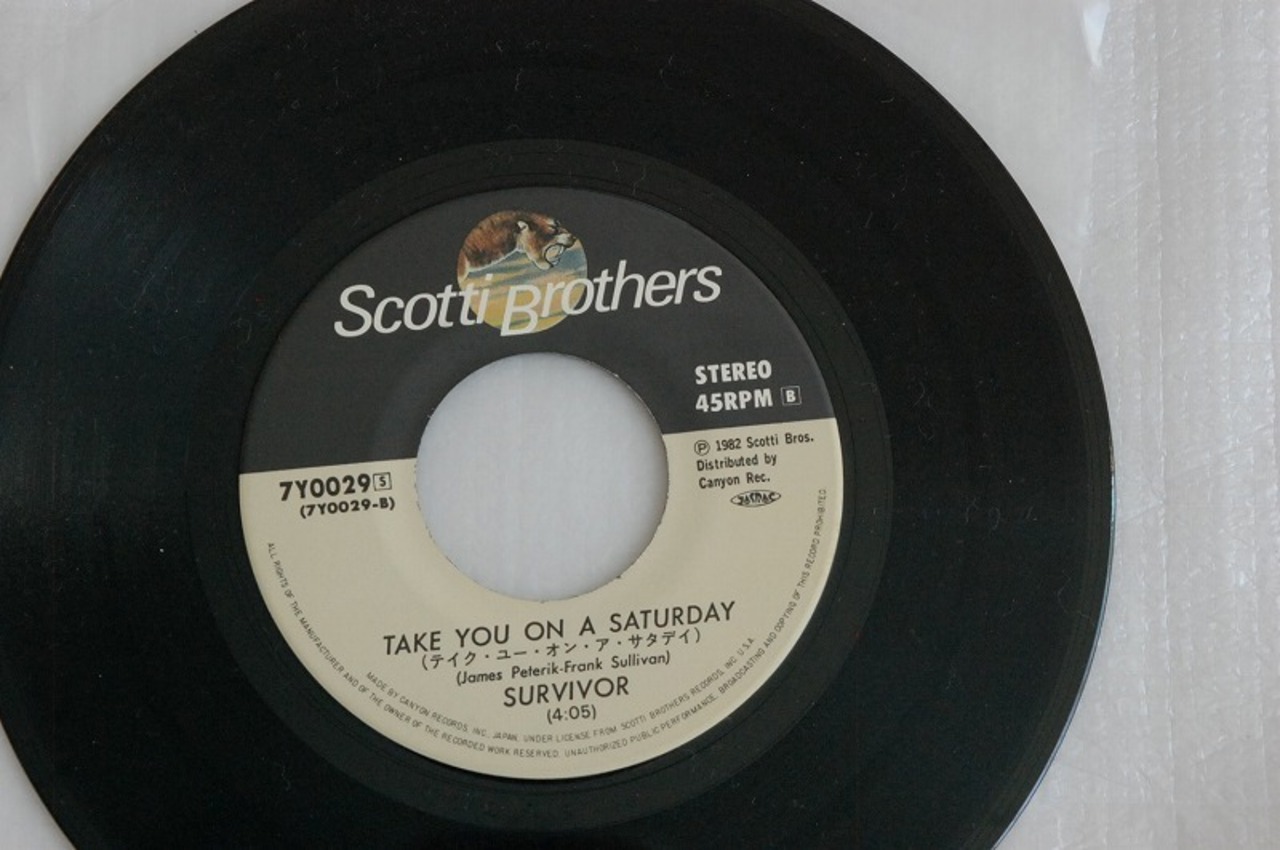 Scotti Brothers
STEREO
45RPM B
Ⓟ 1982 Scotti Bros.
Distributed by
Canyon Rec.
JASRAC
7Y0029 S
(7Y0029-B)
TAKE YOU ON A SATURDAY
(テイク・ユー・オン・ア・サタデイ)
(James Peterik-Frank Sullivan)
SURVIVOR
(4:05)
MADE BY CANYON RECORDS, INC., JAPAN, UNDER LICENSE FROM SCOTTI BROTHERS RECORDS, INC. U.S.A.
ALL RIGHTS OF THE MANUFACTURER AND OF THE OWNER OF THE RECORDED WORK RESERVED. UNAUTHORIZED PUBLIC PERFORMANCE, BROADCASTING AND COPYING OF THIS RECORD PROHIBITED